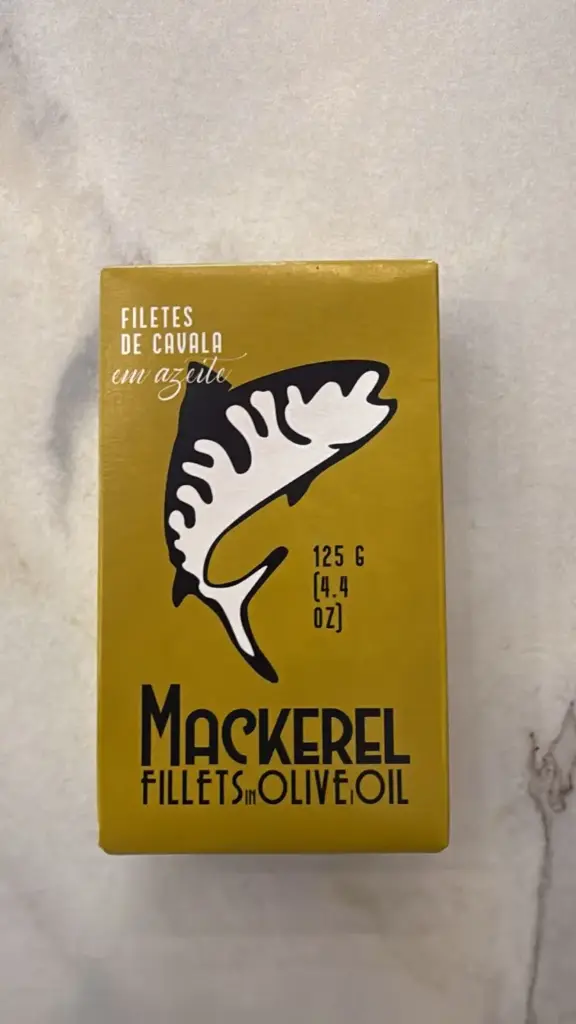 FILETES
DE CAVALA
em azeite
125 G
(4.4
OZ)
MACKEREL
FILLETS IN OLIVE OIL